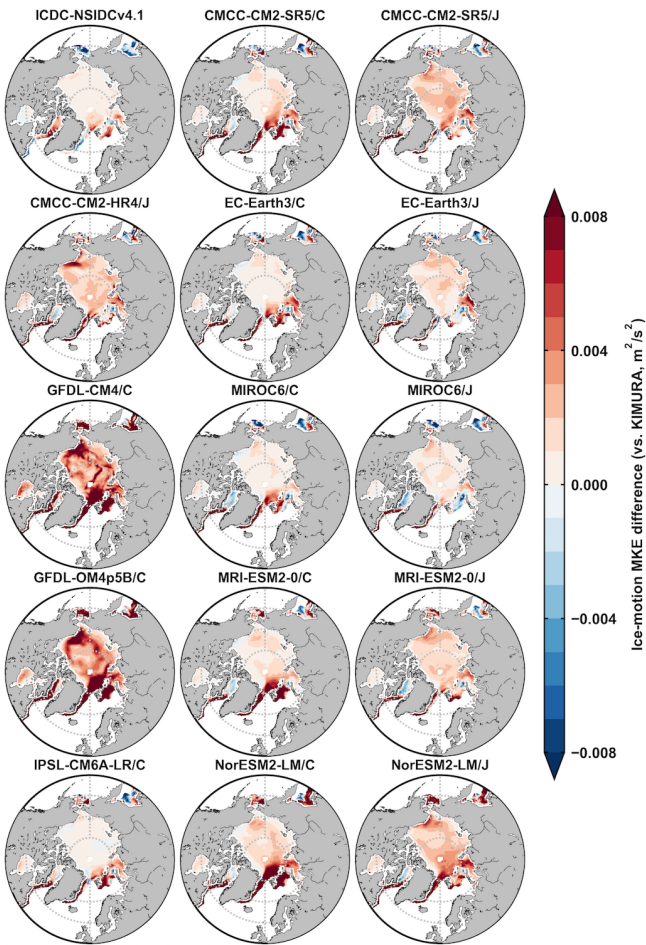 ICDC-NSIDCv4.1 CMCC-CM2-SR5/C CMCC-CM2-SR5/J
CMCC-CM2-HR4/J EC-Earth3/C EC-Earth3/J
GFDL-CM4/C MIROC6/C MIROC6/J
GFDL-OM4p5B/C MRI-ESM2-0/C MRI-ESM2-0/J
IPSL-CM6A-LR/C NorESM2-LM/C NorESM2-LM/J
0.008
0.004
0.000
−0.004
−0.008
Ice-motion MKE difference (vs. KIMURA, m²/s²)